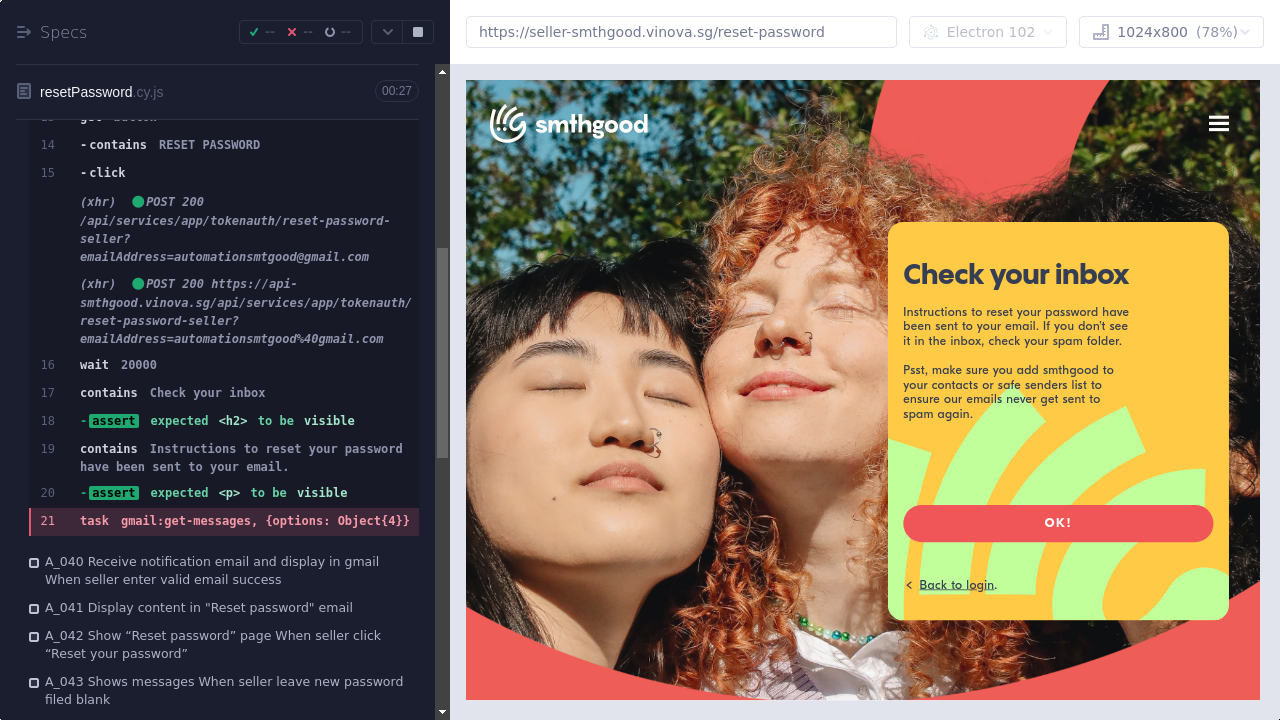 Specs
--
--
--
https://seller-smthgood.vinova.sg/reset-password
Electron 102
1024x800 (78%)
resetPassword.cy.js
00:27
14 -contains RESET PASSWORD
15 -click
(xhr) POST 200
/api/services/app/tokenauth/reset-password-
seller?
emailAddress=automationsmtgood@gmail.com
(xhr) POST 200 https://api-
smthgood.vinova.sg/api/services/app/tokenauth/
reset-password-seller?
emailAddress=automationsmtgood%40gmail.com
16 wait 20000
17 contains Check your inbox
18 -assert expected <h2> to be visible
19 contains Instructions to reset your password
have been sent to your email.
20 -assert expected <p> to be visible
21 task gmail:get-messages, {options: Object{4}}
A_040 Receive notification email and display in gmail
When seller enter valid email success
A_041 Display content in "Reset password" email
A_042 Show “Reset password” page When seller click
“Reset your password”
A_043 Shows messages When seller leave new password
filed blank
smthgood
Check your inbox
Instructions to reset your password have
been sent to your email. If you don't see
it in the inbox, check your spam folder.
Psst, make sure you add smthgood to
your contacts or safe senders list to
ensure our emails never get sent to
spam again.
OK!
< Back to login.